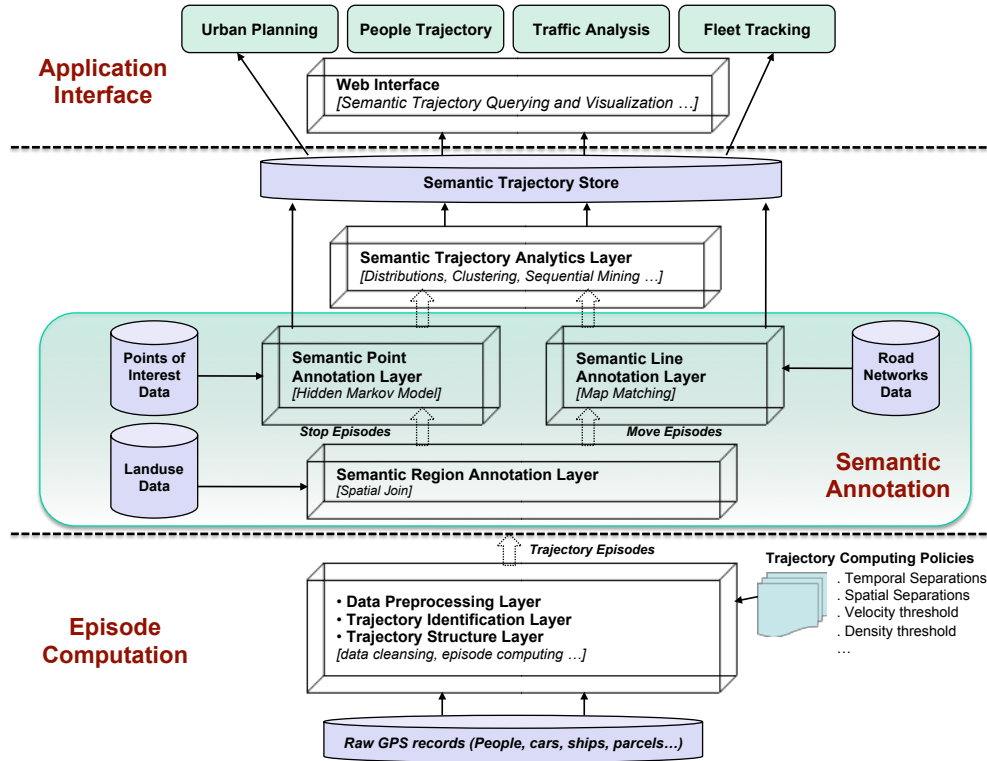 Urban Planning
People Trajectory
Traffic Analysis
Fleet Tracking
Application
Interface
Web Interface
[Semantic Trajectory Querying and Visualization …]
Semantic Trajectory Store
Semantic Trajectory Analytics Layer
[Distributions, Clustering, Sequential Mining …]
Points of
Interest
Data
Semantic Point
Annotation Layer
[Hidden Markov Model]
Semantic Line
Annotation Layer
[Map Matching]
Road
Networks
Data
Stop Episodes
Move Episodes
Landuse
Data
Semantic Region Annotation Layer
[Spatial Join]
Semantic
Annotation
Trajectory Episodes
Trajectory Computing Policies
. Temporal Separations
. Spatial Separations
. Velocity threshold
. Density threshold
…
Episode
Computation
• Data Preprocessing Layer
• Trajectory Identification Layer
• Trajectory Structure Layer
[data cleansing, episode computing …]
Raw GPS records (People, cars, ships, parcels…)